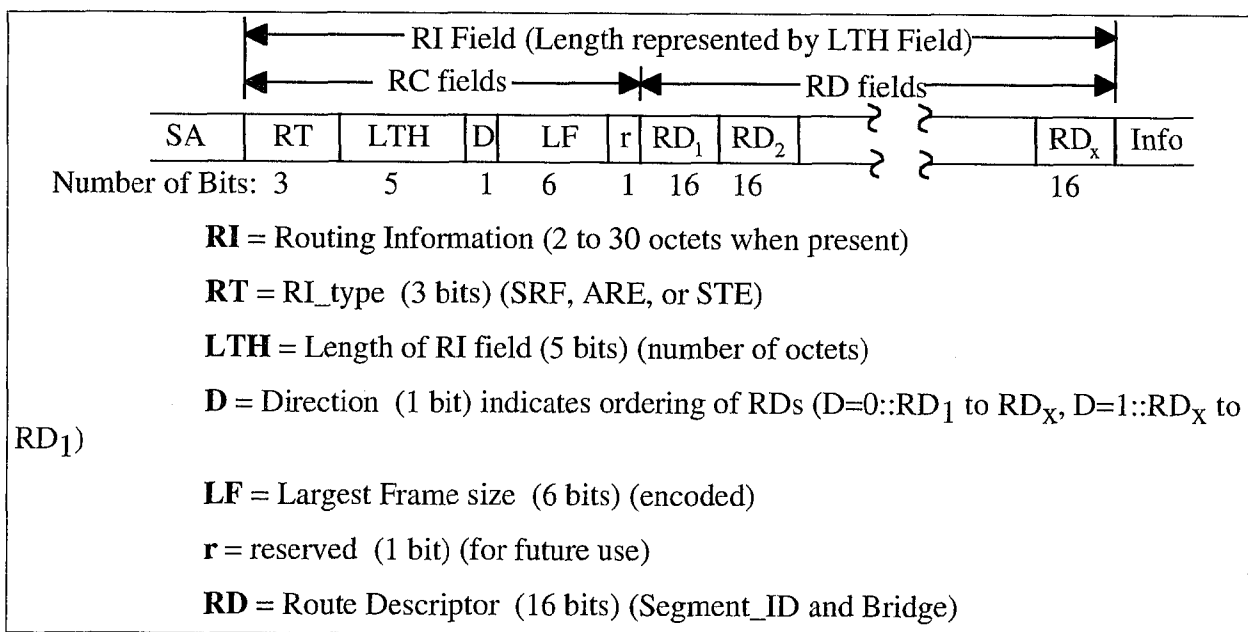 RI Field (Length represented by LTH Field)
RC fields RD fields
SA RT LTH D LF r RD₁ RD₂ RDₓ Info
Number of Bits: 3 5 1 6 1 16 16 16
RI = Routing Information (2 to 30 octets when present)
RT = RI_type (3 bits) (SRF, ARE, or STE)
LTH = Length of RI field (5 bits) (number of octets)
D = Direction (1 bit) indicates ordering of RDs (D=0::RD₁ to RDₓ, D=1::RDₓ to
RD₁)
LF = Largest Frame size (6 bits) (encoded)
r = reserved (1 bit) (for future use)
RD = Route Descriptor (16 bits) (Segment_ID and Bridge)